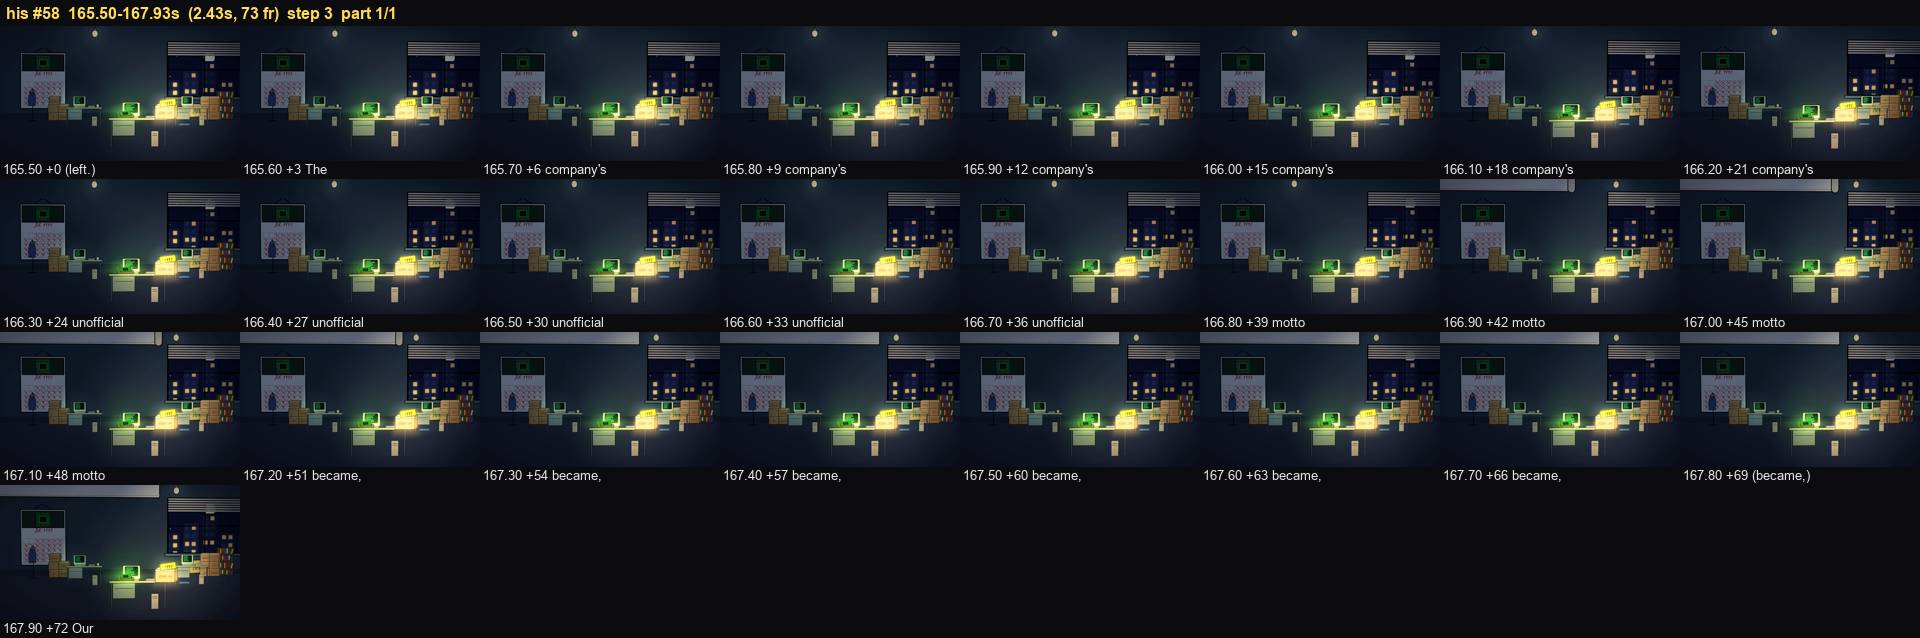 his #58 165.50-167.93s (2.43s, 73 fr) step 3 part 1/1
165.50 +0 (left.)
165.60 +3 The
165.70 +6 company's
165.80 +9 company's
165.90 +12 company's
166.00 +15 company's
166.10 +18 company's
166.20 +21 company's
166.30 +24 unofficial
166.40 +27 unofficial
166.50 +30 unofficial
166.60 +33 unofficial
166.70 +36 unofficial
166.80 +39 motto
166.90 +42 motto
167.00 +45 motto
167.10 +48 motto
167.20 +51 became,
167.30 +54 became,
167.40 +57 became,
167.50 +60 became,
167.60 +63 became,
167.70 +66 became,
167.80 +69 (became,)
167.90 +72 Our